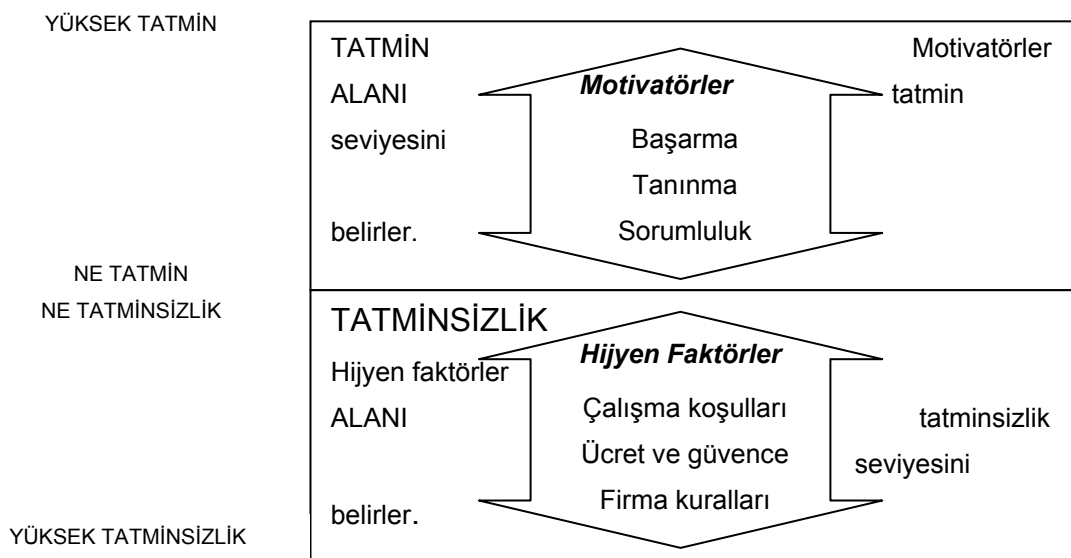 YÜKSEK TATMİN
TATMİN Motivatörler
ALANI Motivatörler tatmin
seviyesini Başarma
Tanınma
belirler. Sorumluluk
NE TATMİN
NE TATMİNSİZLİK
TATMİNSİZLİK
Hijyen Faktörler
Hijyen faktörler
ALANI Çalışma koşulları tatminsizlik
Ücret ve güvence seviyesini
belirler. Firma kuralları
YÜKSEK TATMİNSİZLİK